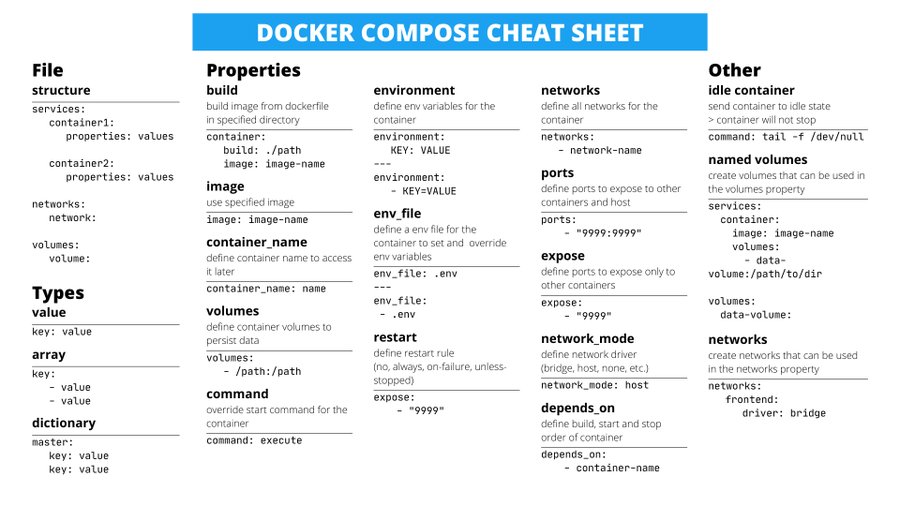 DOCKER COMPOSE CHEAT SHEET
File
structure
services:
container1:
properties: values
container2:
properties: values
networks:
network:
volumes:
volume:
Types
value
key: value
array
key:
- value
- value
dictionary
master:
key: value
key: value
Properties
build
build image from dockerfile
in specified directory
container:
build: ./path
image: image-name
image
use specified image
image: image-name
container_name
define container name to access
it later
container_name: name
volumes
define container volumes to
persist data
volumes:
- /path:/path
command
override start command for the
container
command: execute
environment
define env variables for the
container
environment:
KEY: VALUE
---
environment:
- KEY=VALUE
env_file
define a env file for the
container to set and override
env variables
env_file: .env
---
env_file:
- .env
restart
define restart rule
(no, always, on-failure, unless-
stopped)
expose:
- "9999"
networks
define all networks for the
container
networks:
- network-name
ports
define ports to expose to other
containers and host
ports:
- "9999:9999"
expose
define ports to expose only to
other containers
expose:
- "9999"
network_mode
define network driver
(bridge, host, none, etc.)
network_mode: host
depends_on
define build, start and stop
order of container
depends_on:
- container-name
Other
idle container
send container to idle state
> container will not stop
command: tail -f /dev/null
named volumes
create volumes that can be used in
the volumes property
services:
container:
image: image-name
volumes:
- data-
volume:/path/to/dir
volumes:
data-volume:
networks
create networks that can be used
in the networks property
networks:
frontend:
driver: bridge